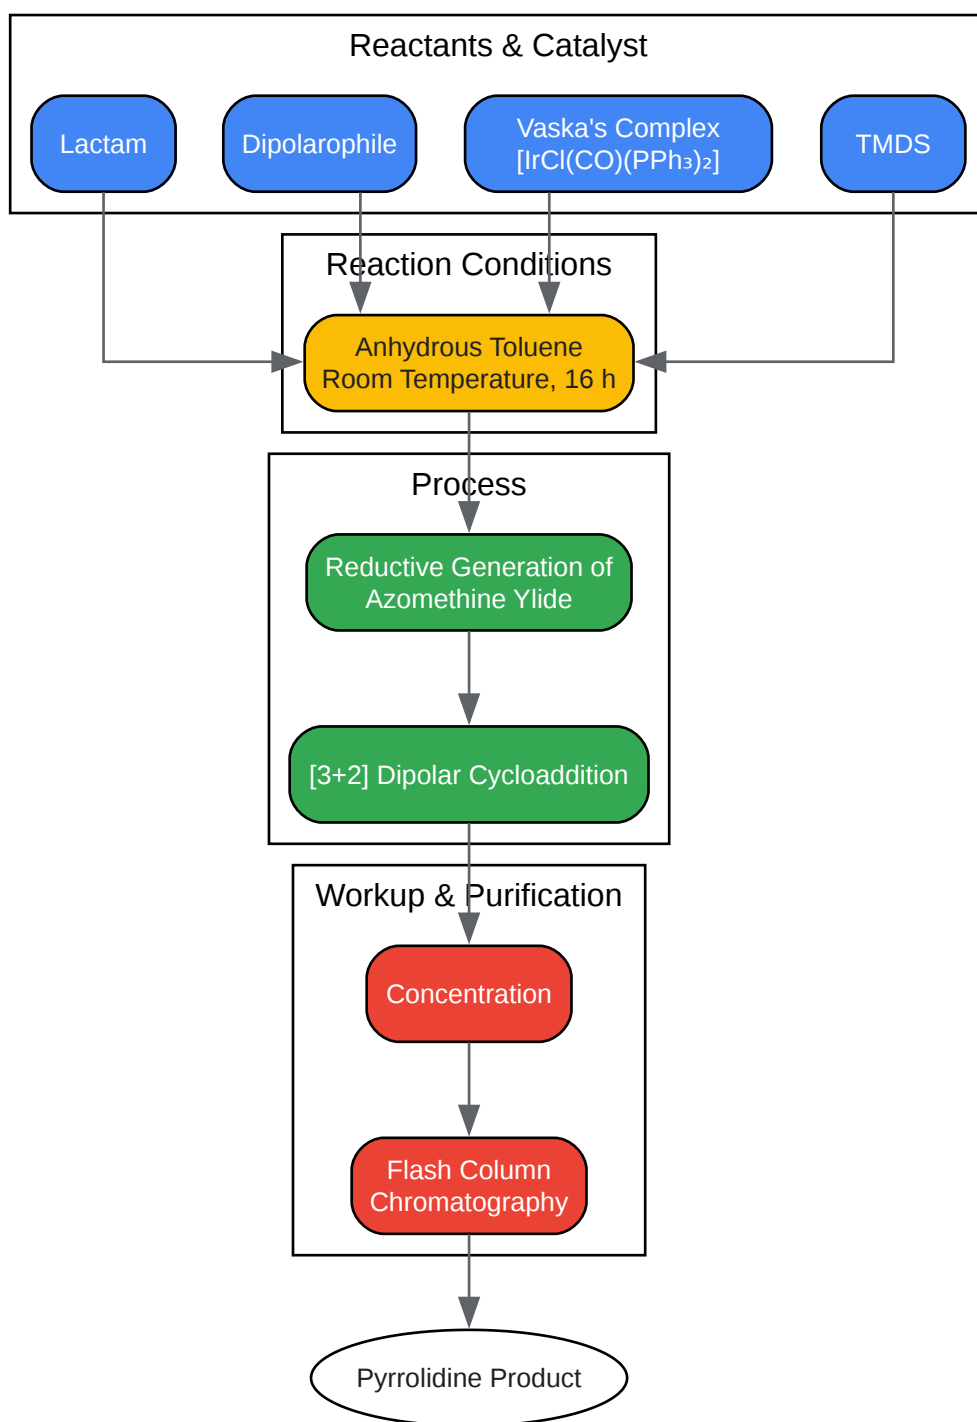 Reactants & Catalyst
Lactam
Dipolarophile
Vaska's Complex
[IrCl(CO)(PPh₃)₂]
TMDS
Reaction Conditions
Anhydrous Toluene
Room Temperature, 16 h
Process
Reductive Generation of
Azomethine Ylide
[3+2] Dipolar Cycloaddition
Workup & Purification
Concentration
Flash Column
Chromatography
Pyrrolidine Product